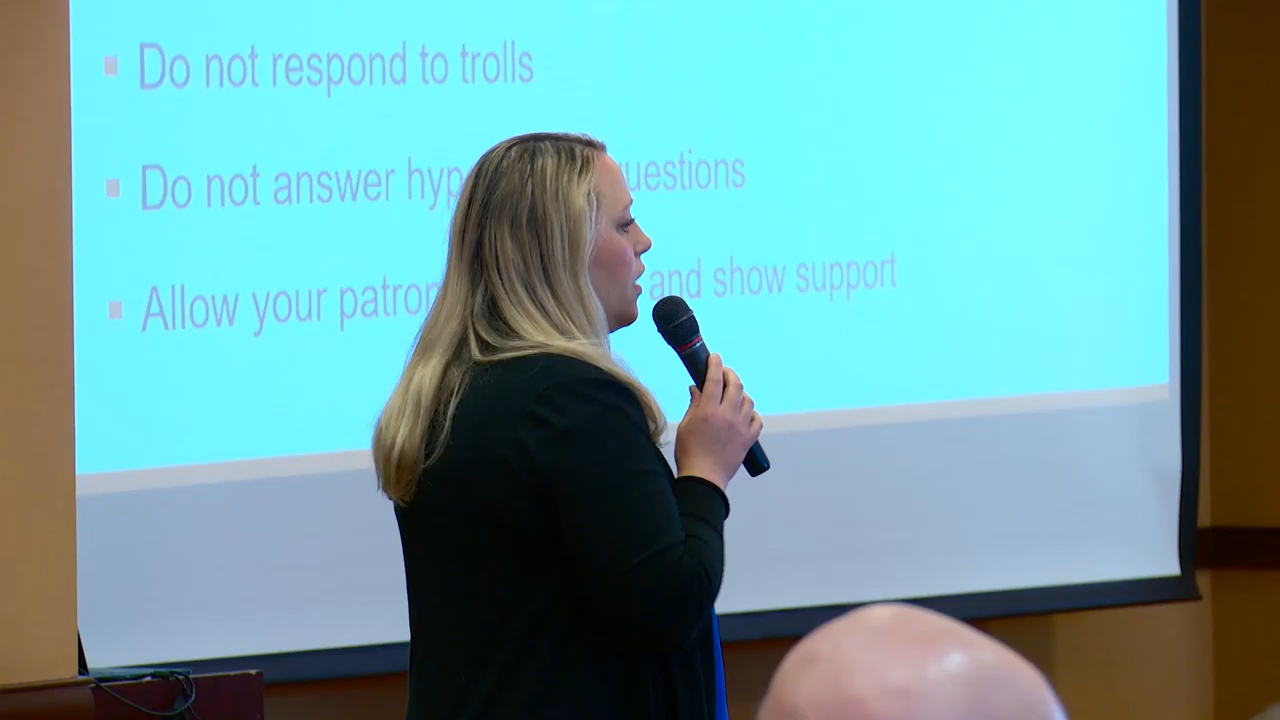 Do not respond to trolls
Do not answer hyp uestions
Allow your patron and show support